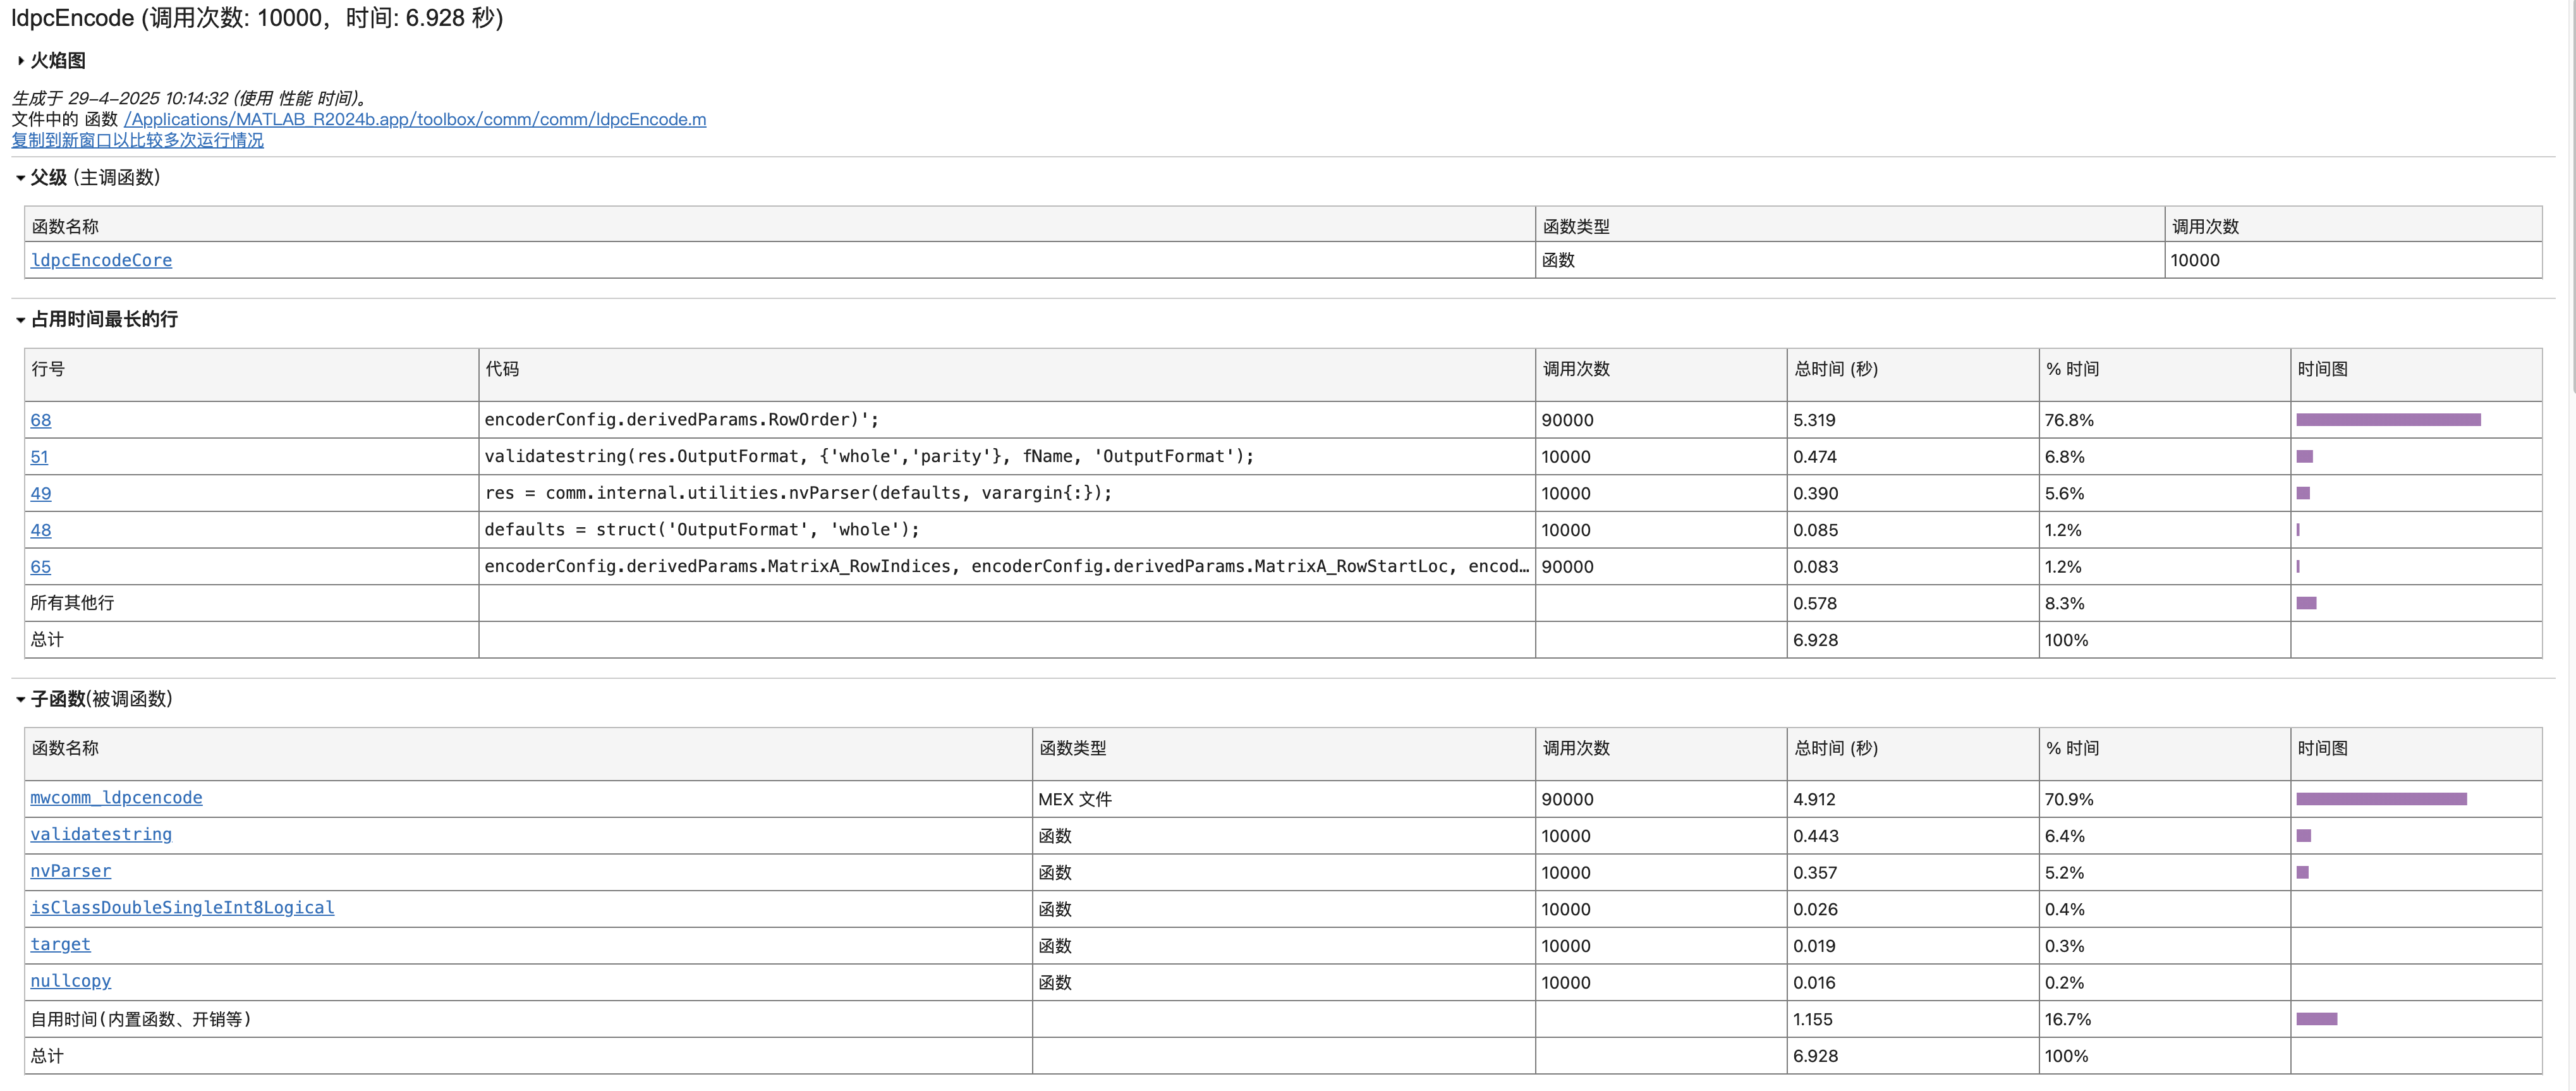 ldpcEncode (调用次数: 10000，时间: 6.928 秒)
火焰图
生成于 29-4-2025 10:14:32 (使用 性能 时间)。
文件中的 函数 /Applications/MATLAB_R2024b.app/toolbox/comm/comm/ldpcEncode.m
复制到新窗口以比较多次运行情况
父级 (主调函数)
函数名称 函数类型 调用次数
ldpcEncodeCore 函数 10000
占用时间最长的行
行号 代码 调用次数 总时间 (秒) % 时间 时间图
68 encoderConfig.derivedParams.RowOrder)'; 90000 5.319 76.8%
51 validatestring(res.OutputFormat, {'whole','parity'}, fName, 'OutputFormat'); 10000 0.474 6.8%
49 res = comm.internal.utilities.nvParser(defaults, varargin{:}); 10000 0.390 5.6%
48 defaults = struct('OutputFormat', 'whole'); 10000 0.085 1.2%
65 encoderConfig.derivedParams.MatrixA_RowIndices, encoderConfig.derivedParams.MatrixA_RowStartLoc, encod… 90000 0.083 1.2%
所有其他行 0.578 8.3%
总计 6.928 100%
子函数(被调函数)
函数名称 函数类型 调用次数 总时间 (秒) % 时间 时间图
mwcomm_ldpcencode MEX 文件 90000 4.912 70.9%
validatestring 函数 10000 0.443 6.4%
nvParser 函数 10000 0.357 5.2%
isClassDoubleSingleInt8Logical 函数 10000 0.026 0.4%
target 函数 10000 0.019 0.3%
nullcopy 函数 10000 0.016 0.2%
自用时间(内置函数、开销等) 1.155 16.7%
总计 6.928 100%